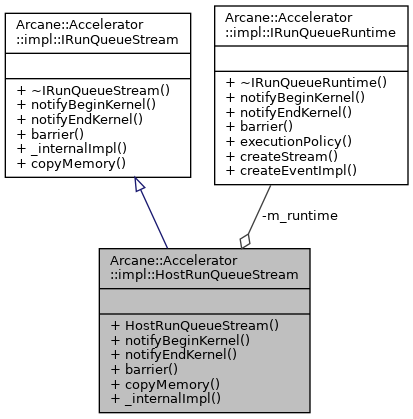 Arcane::Accelerator
::impl::IRunQueueStream
+ ~IRunQueueStream()
+ notifyBeginKernel()
+ notifyEndKernel()
+ barrier()
+ _internalImpl()
+ copyMemory()
Arcane::Accelerator
::impl::IRunQueueRuntime
+ ~IRunQueueRuntime()
+ notifyBeginKernel()
+ notifyEndKernel()
+ barrier()
+ executionPolicy()
+ createStream()
+ createEventImpl()
-m_runtime
Arcane::Accelerator
::impl::HostRunQueueStream
+ HostRunQueueStream()
+ notifyBeginKernel()
+ notifyEndKernel()
+ barrier()
+ copyMemory()
+ _internalImpl()